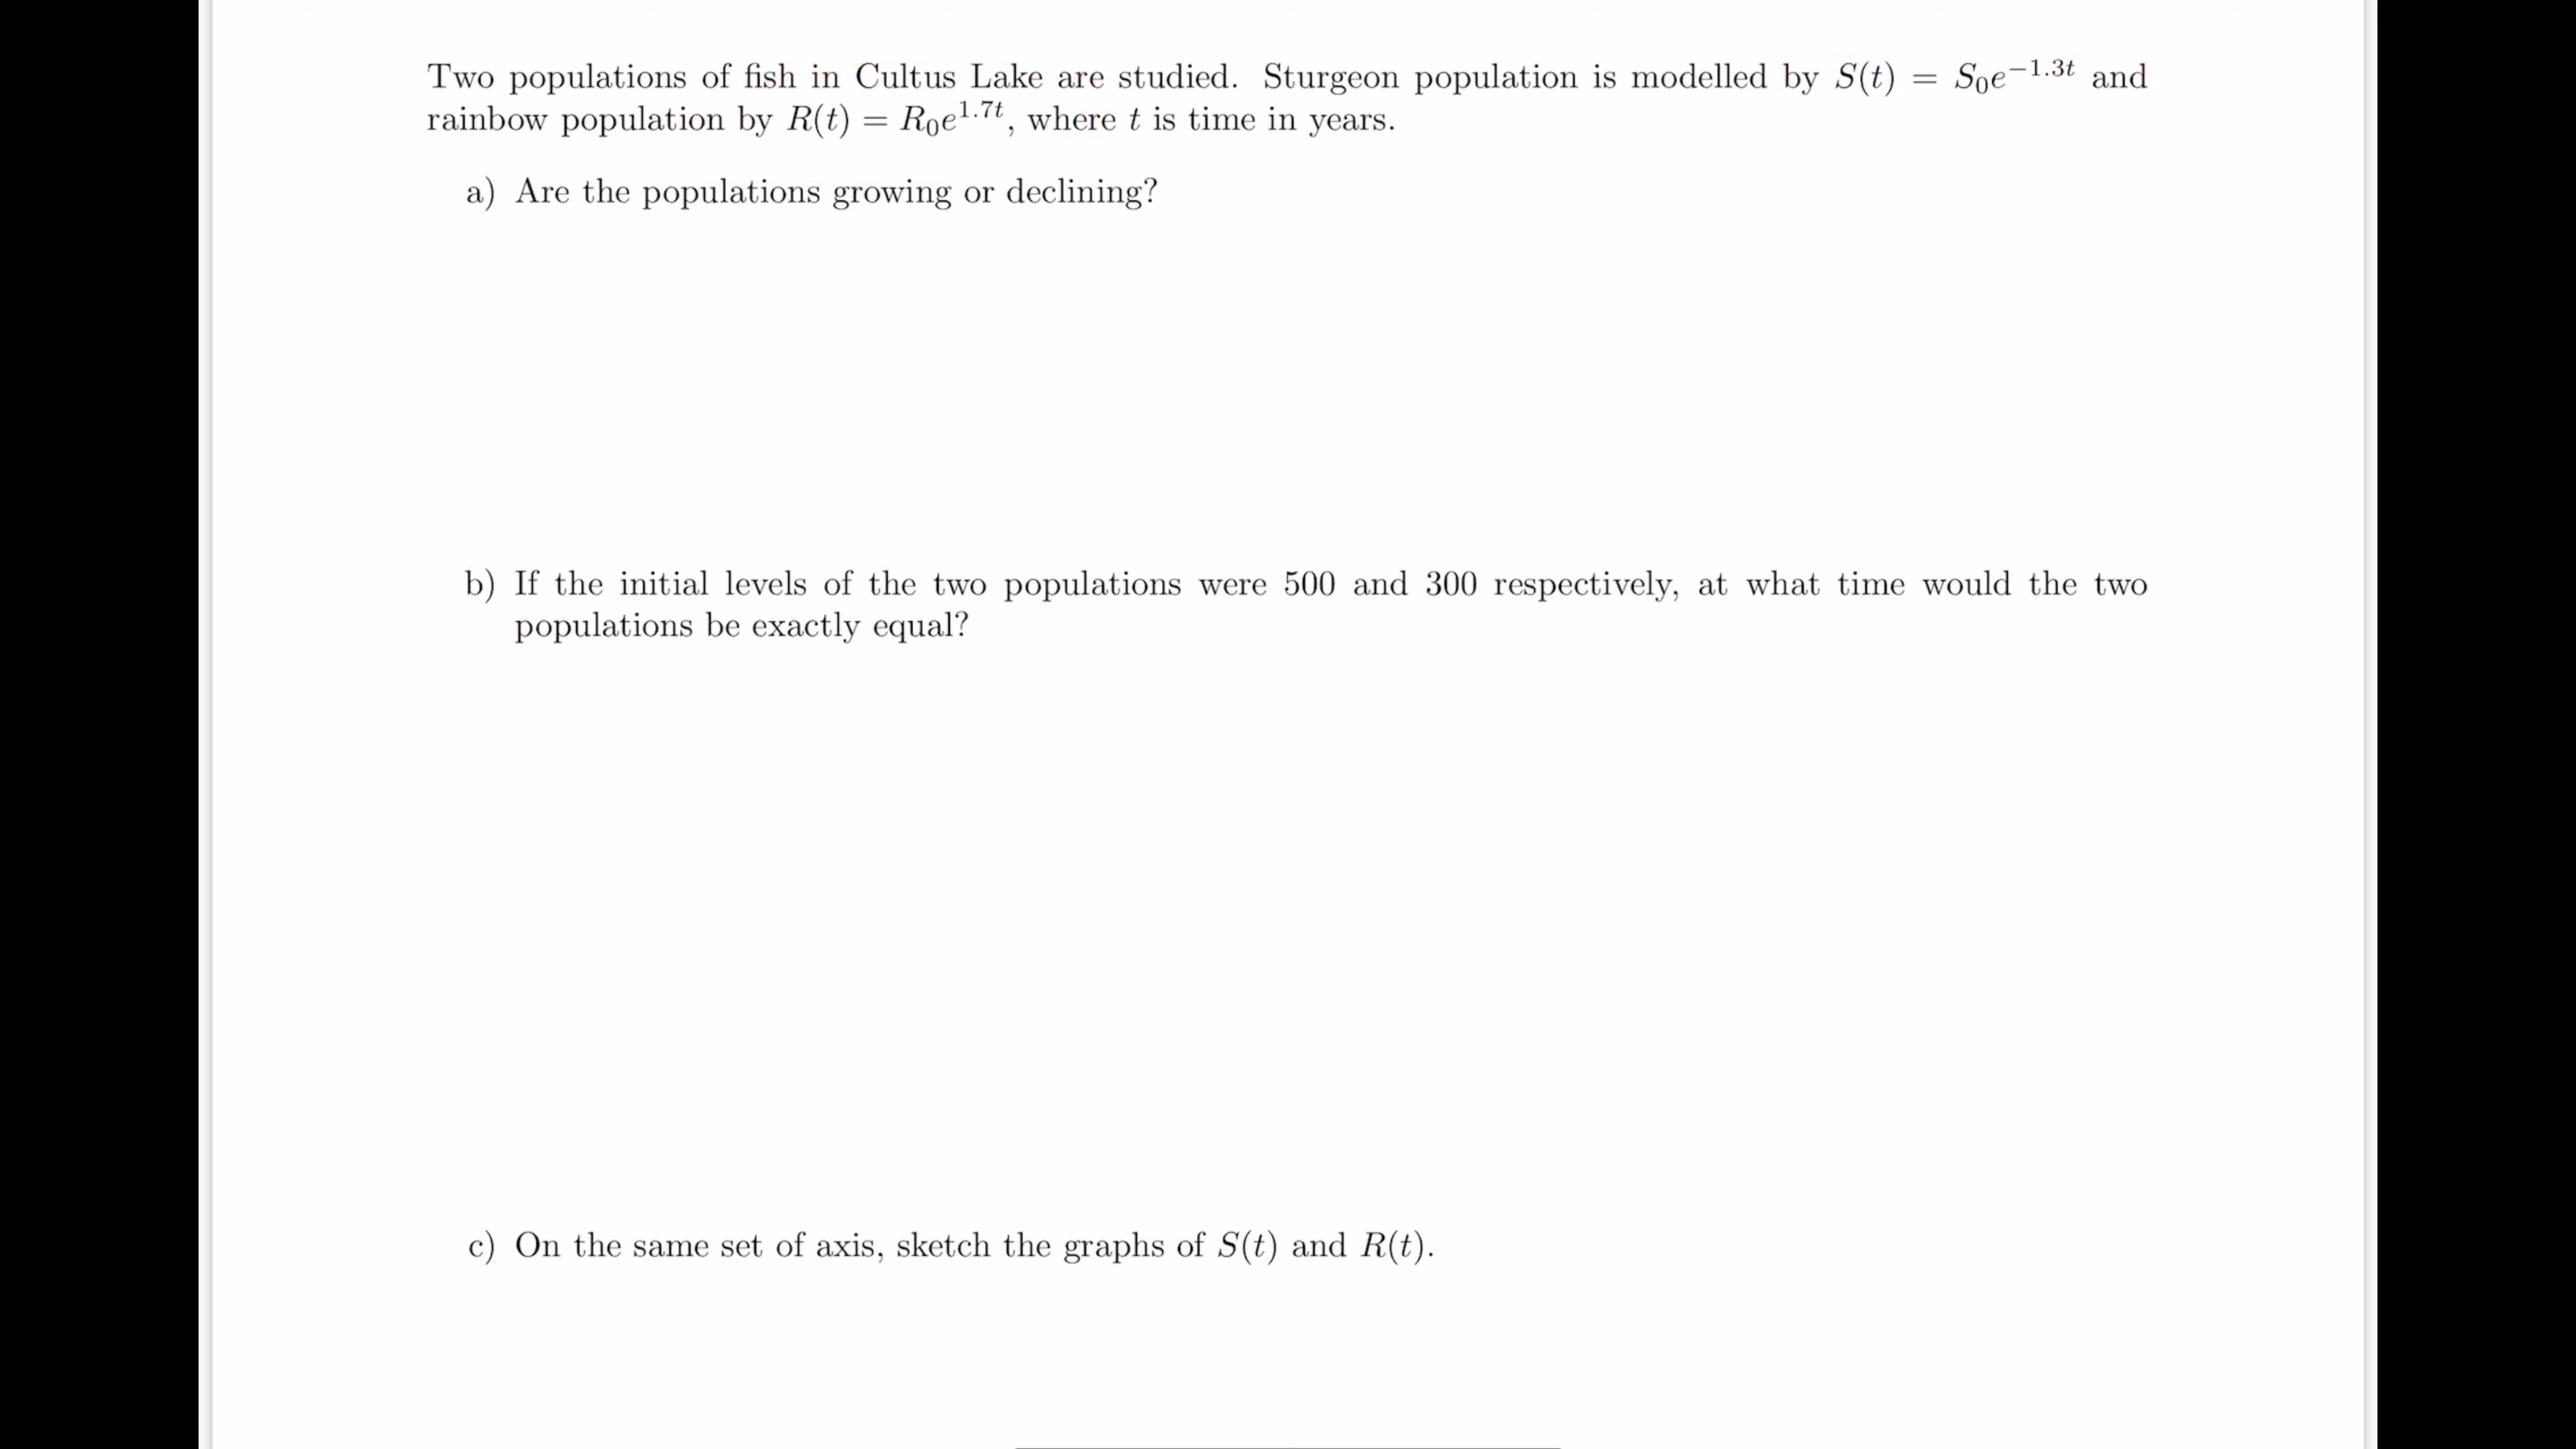 Two populations of fish in Cultus Lake are studied. Sturgeon population is modelled by S(t) = S₀e⁻¹·³ᵗ and
rainbow population by R(t) = R₀e¹·⁷ᵗ, where t is time in years.
a) Are the populations growing or declining?
b) If the initial levels of the two populations were 500 and 300 respectively, at what time would the two
populations be exactly equal?
c) On the same set of axis, sketch the graphs of S(t) and R(t).